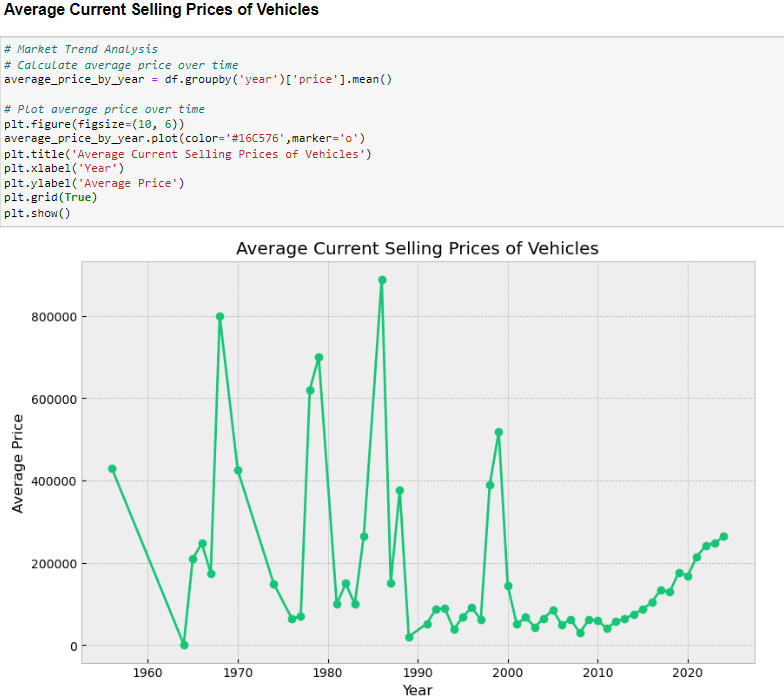 Average Current Selling Prices of Vehicles
# Market Trend Analysis
# Calculate average price over time
average_price_by_year = df.groupby('year')['price'].mean()
# Plot average price over time
plt.figure(figsize=(10, 6))
average_price_by_year.plot(color='#16C576',marker='o')
plt.title('Average Current Selling Prices of Vehicles')
plt.xlabel('Year')
plt.ylabel('Average Price')
plt.grid(True)
plt.show()
Average Current Selling Prices of Vehicles
800000
600000
400000
200000
0
Average Price
1960 1970 1980 1990 2000 2010 2020
Year